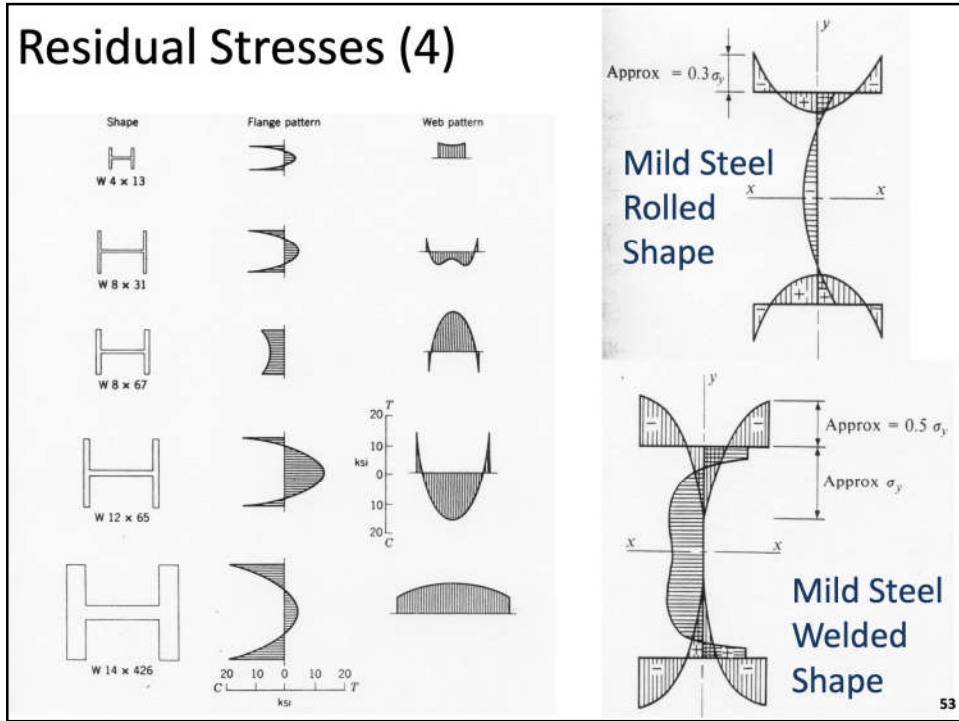 Residual Stresses (4)
Shape Flange pattern Web pattern
W 4 × 13
W 8 × 31
W 8 × 67
T
20
10
ksi
0
10
20
C
W 12 × 65
W 14 × 426
C T
20 10 0 10 20
ksi
y
Approx = 0.3 σy
− −
+ +
Mild Steel
Rolled
Shape
x x
−
+ +
− −
y
− −
Approx = 0.5 σy
Approx σy
x x
+ +
− −
Mild Steel
Welded
Shape
53